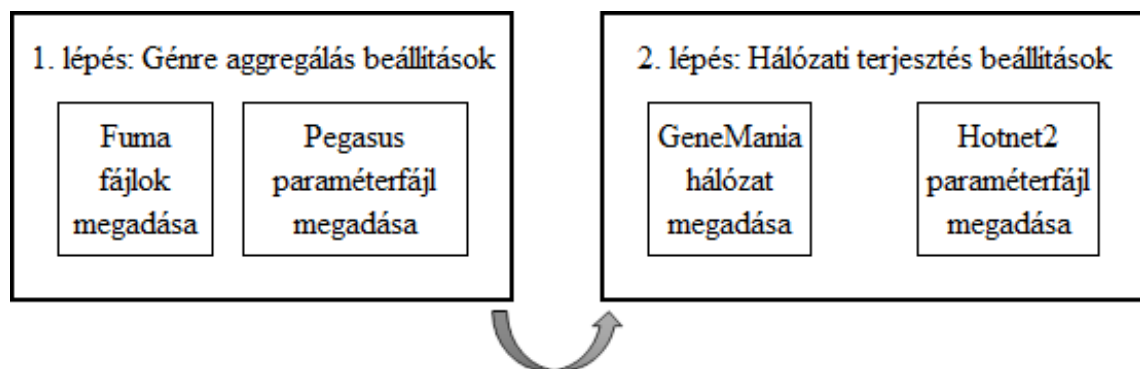 1. lépés: Génre aggregálás beállítások
Fuma
fájlok
megadása
Pegasus
paraméterfájl
megadása
2. lépés: Hálózati terjesztés beállítások
GeneMania
hálózat
megadása
Hotnet2
paraméterfájl
megadása